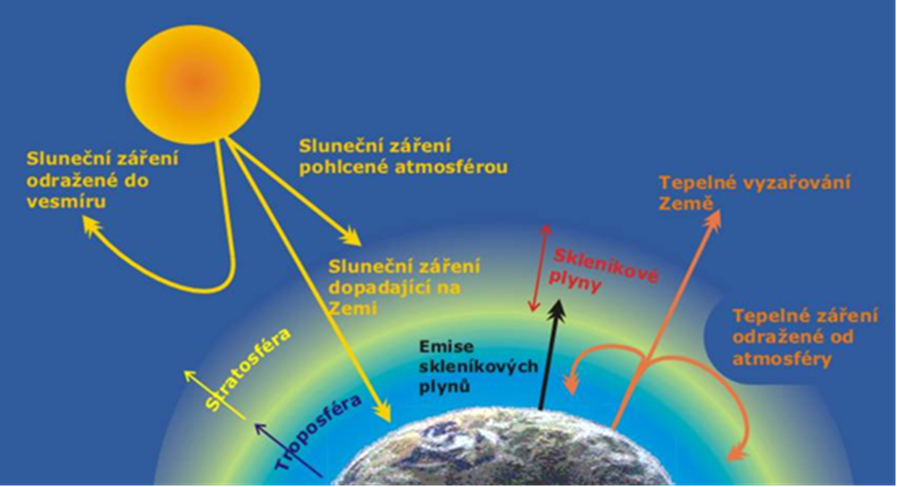 Sluneční záření
odražené do
vesmíru
Sluneční záření
pohlcené atmosférou
Sluneční záření
dopadající na
Zemi
Tepelné vyzařování
Země
Skleníkové
plyny
Tepelné záření
odražené od
atmosféry
Emise
skleníkových
plynů
Stratosféra
Troposféra